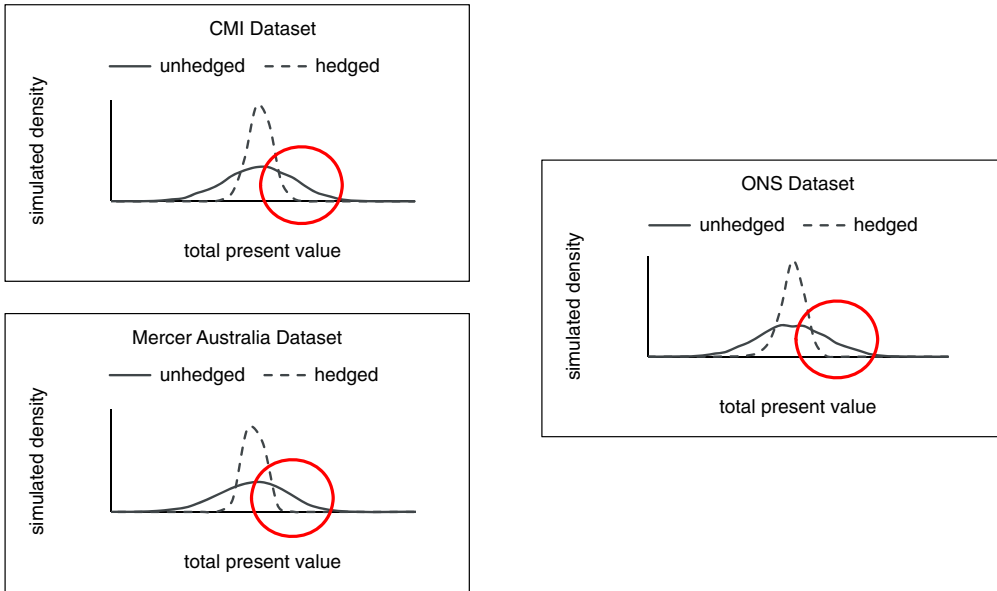 CMI Dataset
unhedged hedged
simulated density
total present value
Mercer Australia Dataset
unhedged hedged
simulated density
total present value
ONS Dataset
unhedged hedged
simulated density
total present value